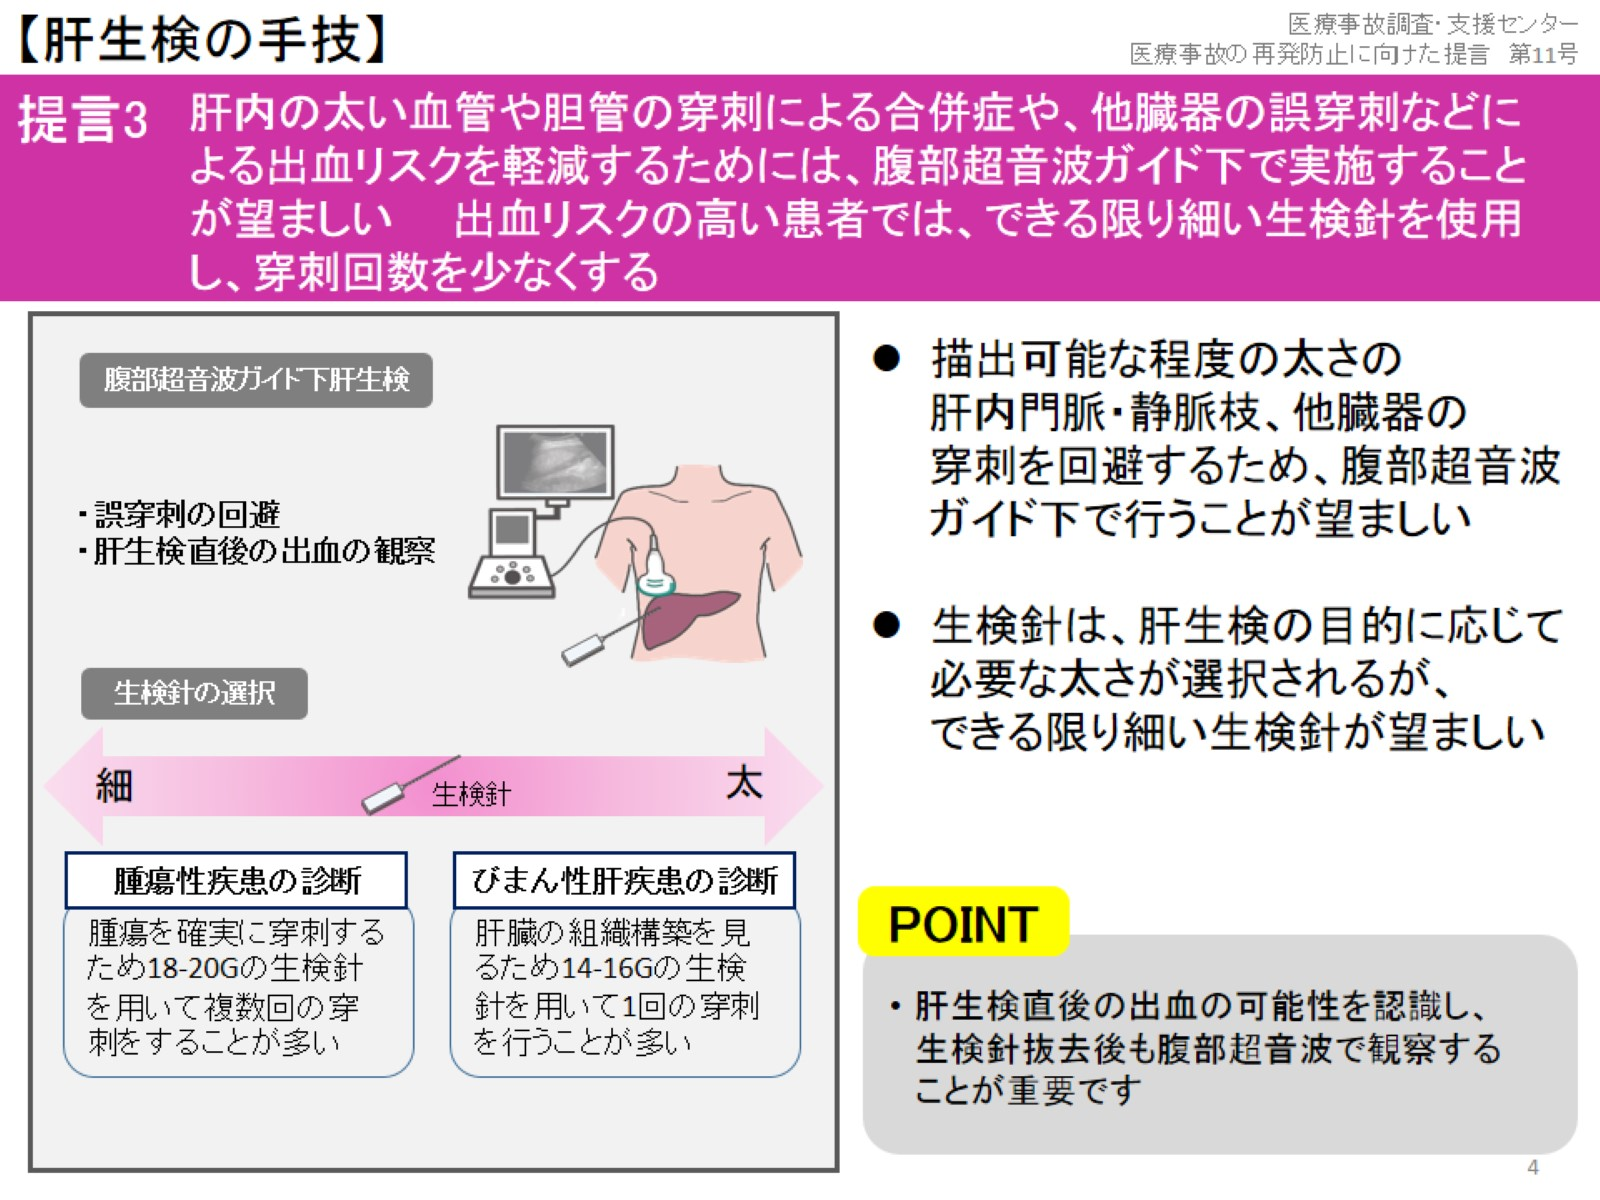 【肝生検の手技】
医療事故調査・支援センター
医療事故の再発防止に向けた提言　第11号
提言3　肝内の太い血管や胆管の穿刺による合併症や、他臓器の誤穿刺などに
よる出血リスクを軽減するためには、腹部超音波ガイド下で実施すること
が望ましい　出血リスクの高い患者では、できる限り細い生検針を使用
し、穿刺回数を少なくする
腹部超音波ガイド下肝生検
・誤穿刺の回避
・肝生検直後の出血の観察
生検針の選択
細　生検針　太
腫瘍性疾患の診断
腫瘍を確実に穿刺する
ため18-20Gの生検針
を用いて複数回の穿
刺をすることが多い
びまん性肝疾患の診断
肝臓の組織構築を見
るため14-16Gの生検
針を用いて1回の穿刺
を行うことが多い
● 描出可能な程度の太さの
肝内門脈・静脈枝、他臓器の
穿刺を回避するため、腹部超音波
ガイド下で行うことが望ましい
● 生検針は、肝生検の目的に応じて
必要な太さが選択されるが、
できる限り細い生検針が望ましい
POINT
・肝生検直後の出血の可能性を認識し、
生検針抜去後も腹部超音波で観察する
ことが重要です
4